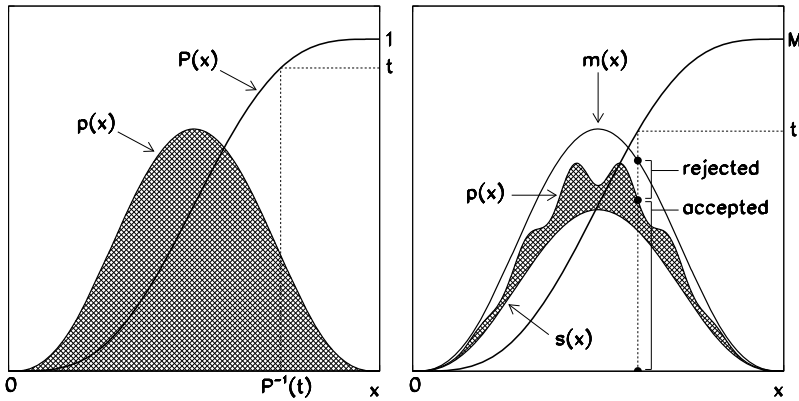 1
P(x)
t
p(x)
0
P⁻¹(t)
x
M
m(x)
t
rejected
p(x)
accepted
s(x)
0
x